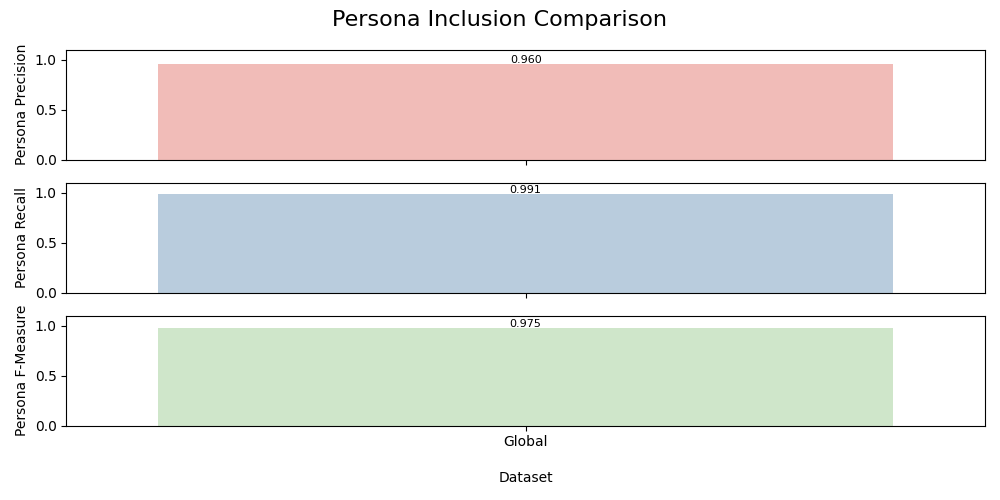 Persona Inclusion Comparison
Persona Precision
1.0
0.5
0.0
0.960
Persona Recall
1.0
0.5
0.0
0.991
Persona F-Measure
1.0
0.5
0.0
0.975
Global
Dataset